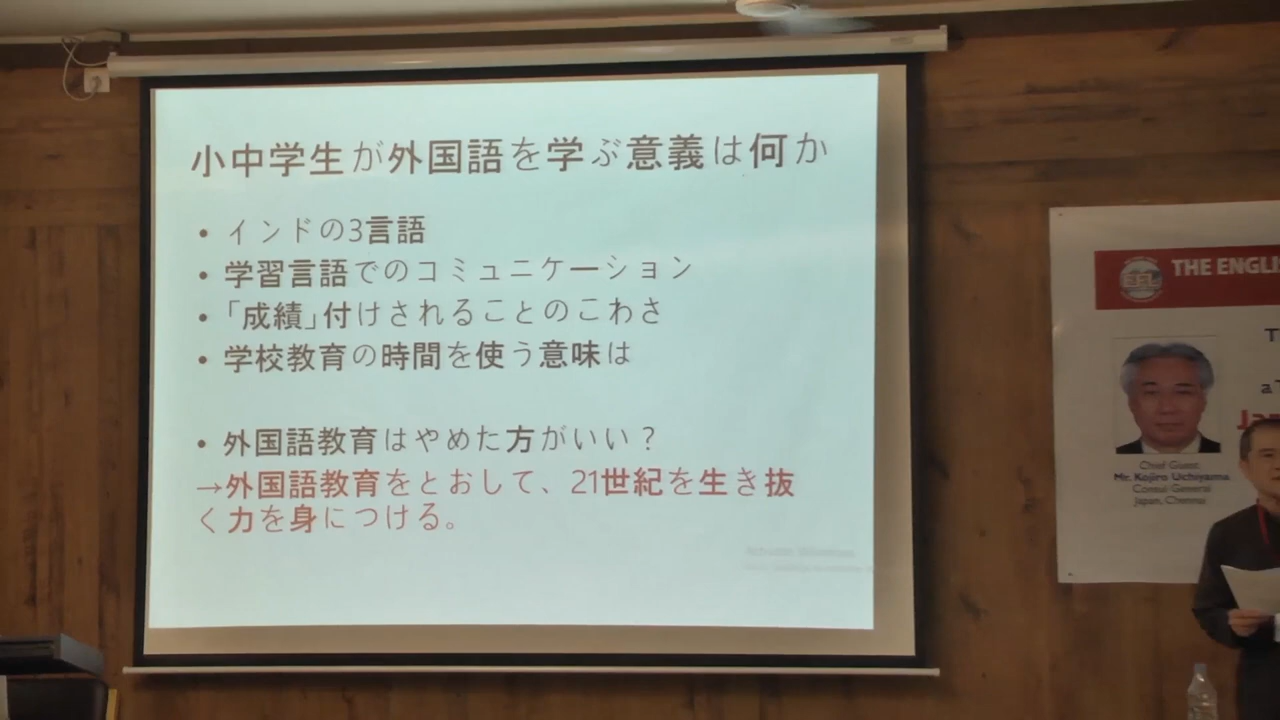 小中学生が外国語を学ぶ意義は何か
• インドの3言語
• 学習言語でのコミュニケーション
• 「成績」付けされることのこわさ
• 学校教育の時間を使う意味は
• 外国語教育はやめた方がいい？
→外国語教育をとおして、21世紀を生き抜
く力を身につける。
THE ENGLI
T
a
Ja
Chief Guest
Mr. Kojiro Uchiyama
Consul General
Japan, Chennai